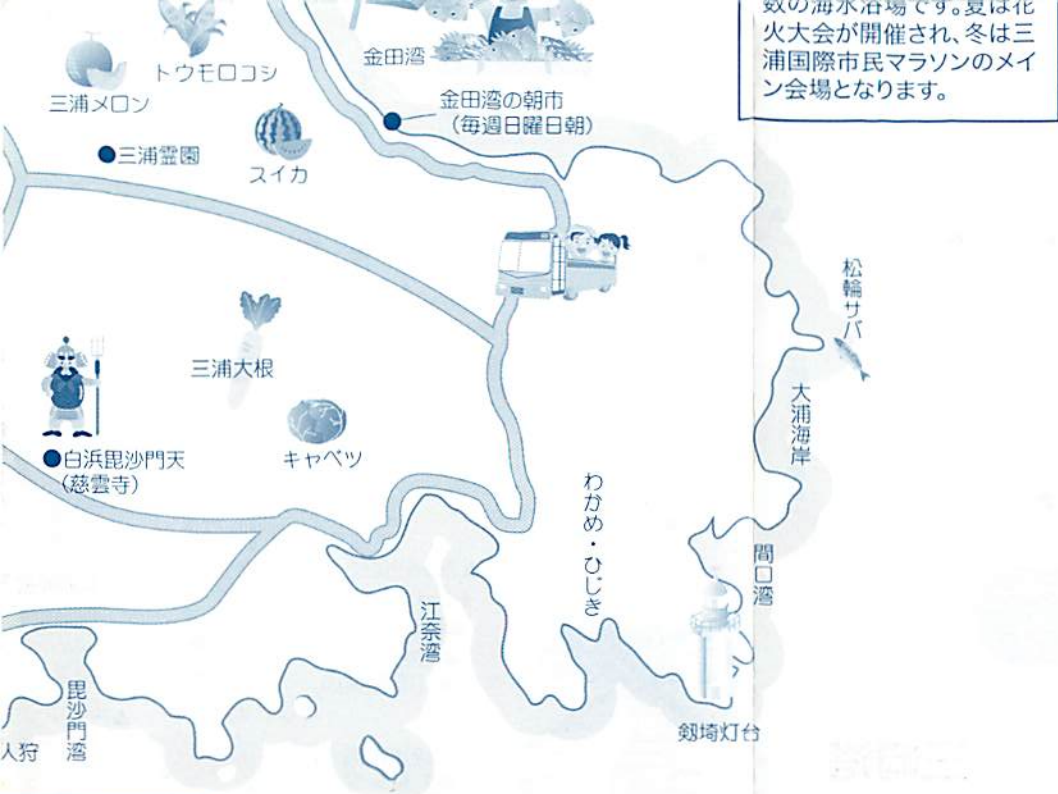 数の海水浴場です。夏は花
火大会が開催され、冬は三
浦国際市民マラソンのメイ
ン会場となります。
トウモロコシ
金田湾
三浦メロン
金田湾の朝市
（毎週日曜日朝）
三浦霊園
スイカ
松輪サバ
三浦大根
大浦海岸
キャベツ
白浜毘沙門天
（慈雲寺）
わかめ・ひじき
間口湾
江奈湾
毘沙門湾
剱埼灯台
人狩